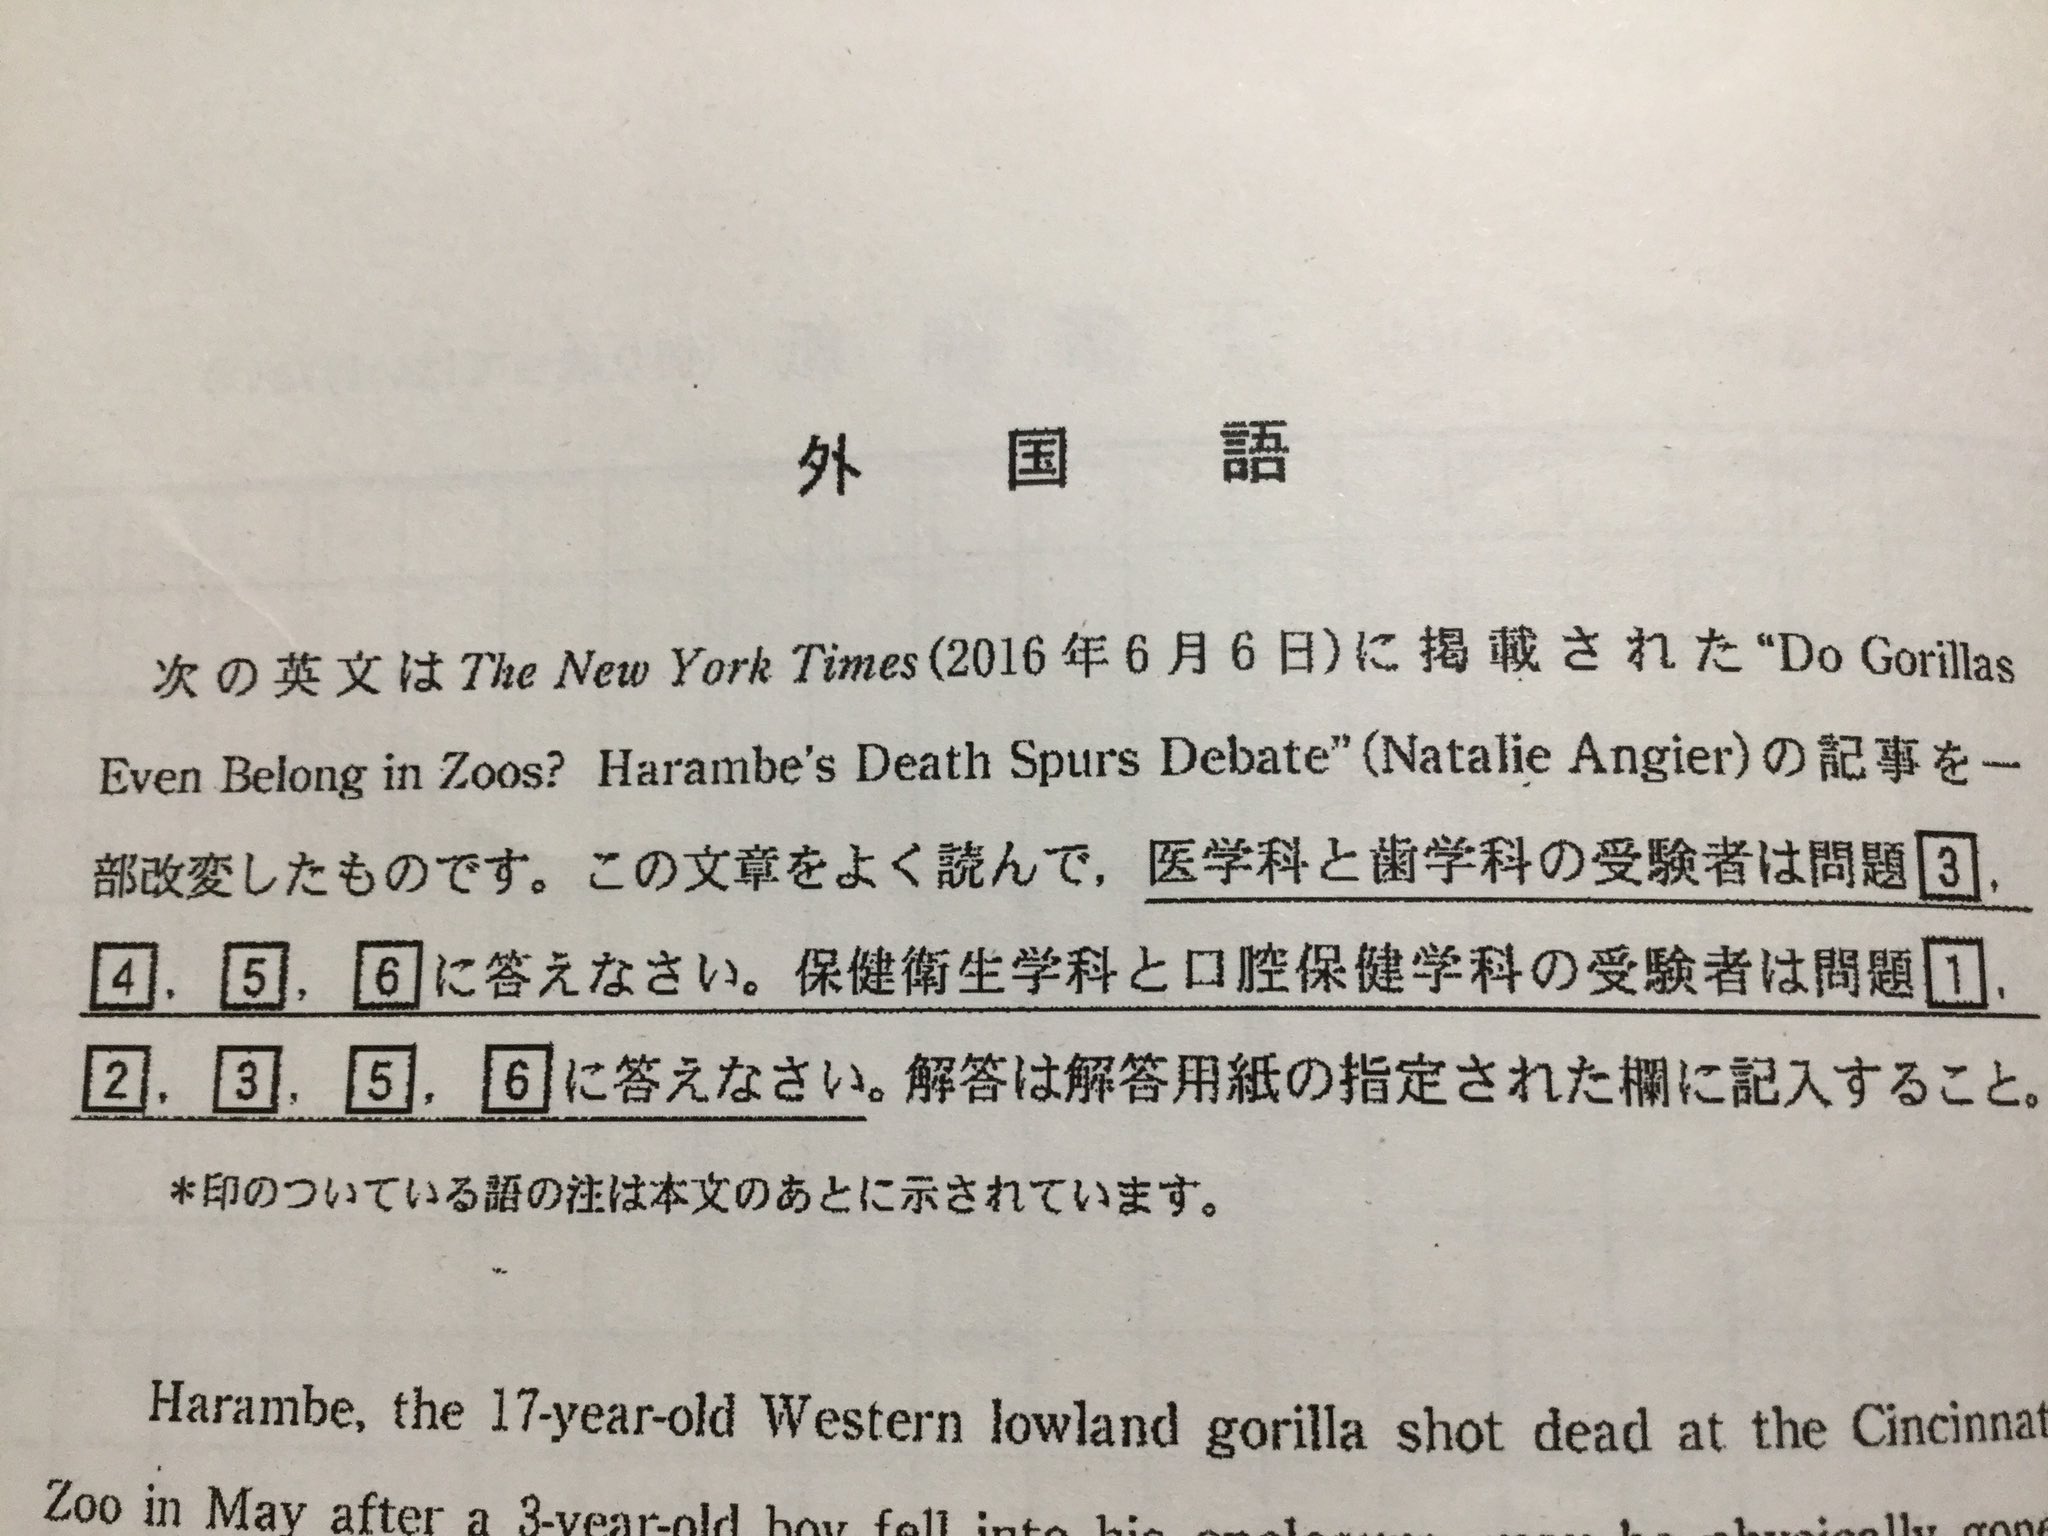 外国語
次の英文は The New York Times (2016年6月6日)に掲載された “Do Gorillas
Even Belong in Zoos? Harambe's Death Spurs Debate” (Natalie Angier)の記事を一
部改変したものです。この文章をよく読んで,医学科と歯学科の受験者は問題3,
4, 5, 6に答えなさい。保健衛生学科と口腔保健学科の受験者は問題1,
2, 3, 5, 6に答えなさい。解答は解答用紙の指定された欄に記入すること。
*印のついている語の注は本文のあとに示されています。
Harambe, the 17-year-old Western lowland gorilla shot dead at the Cincinnat
Zoo in May after a 3-year-old boy fell into his